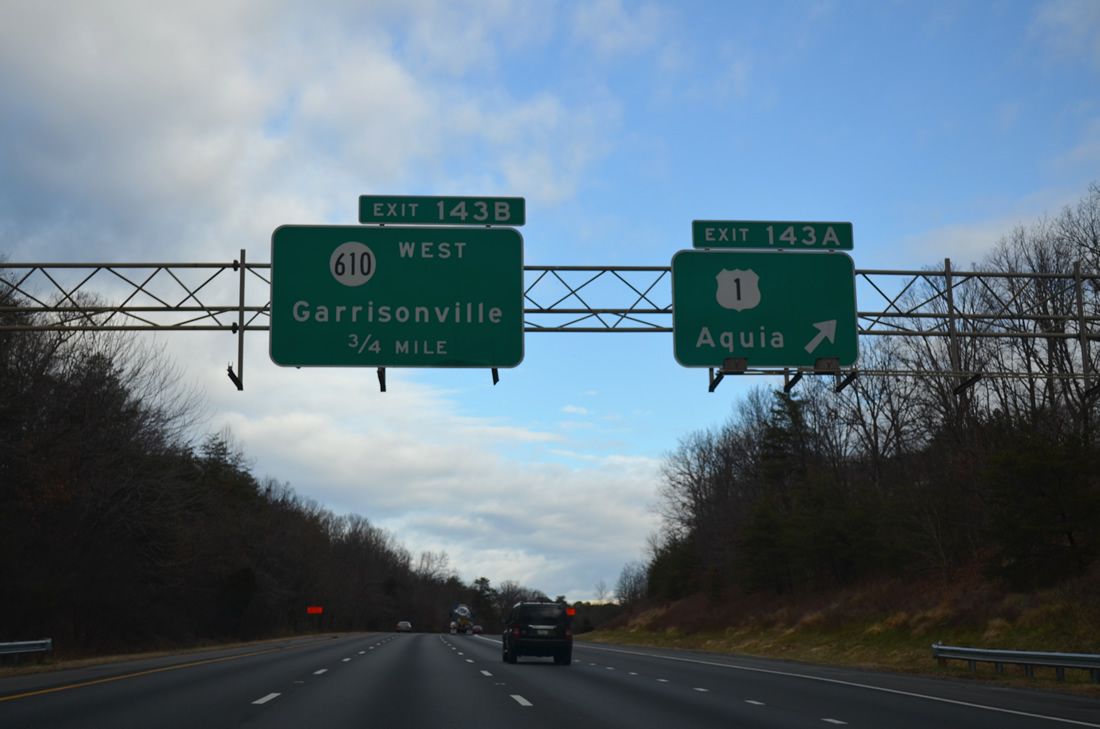 EXIT 143B
610 WEST
Garrisonville
3/4 MILE
EXIT 143A
1
Aquia